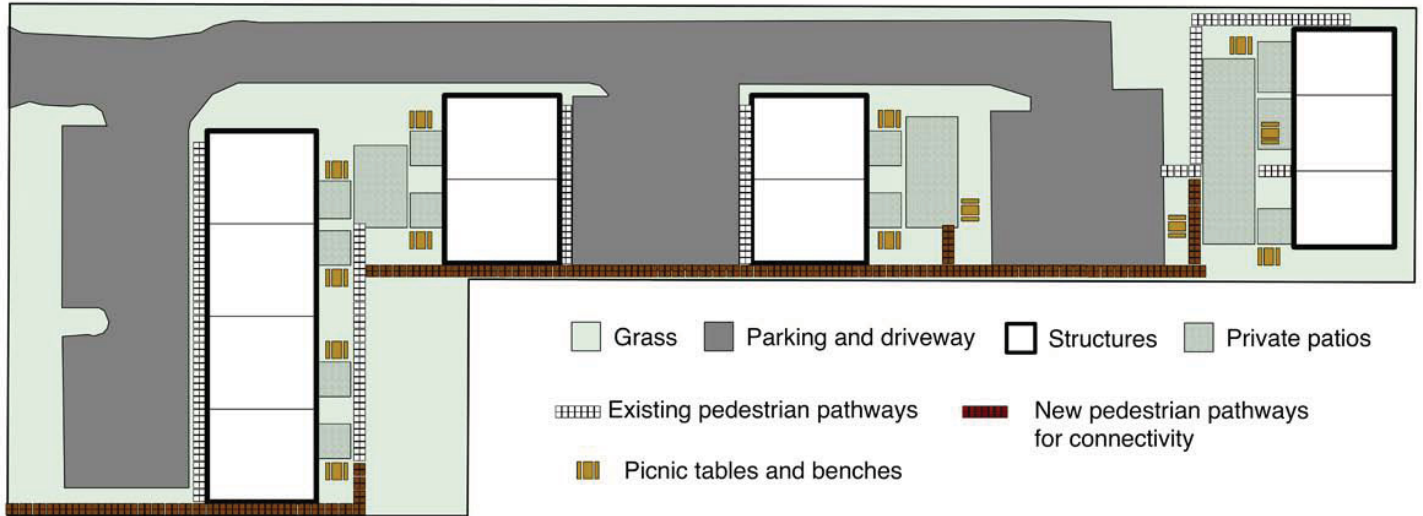 Grass
Parking and driveway
Structures
Private patios
Existing pedestrian pathways
New pedestrian pathways
for connectivity
Picnic tables and benches